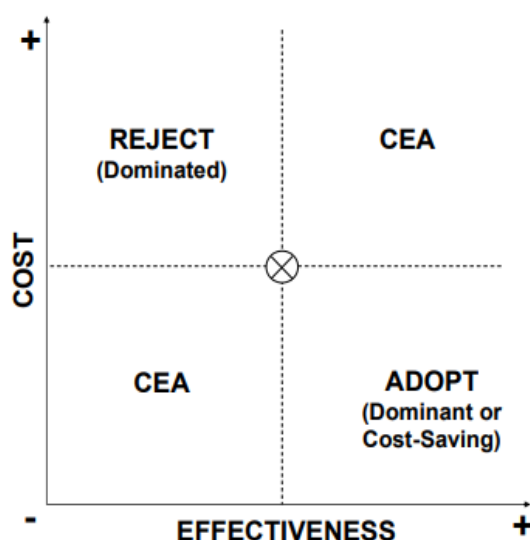 +
REJECT
(Dominated)
CEA
COST
CEA
ADOPT
(Dominant or
Cost-Saving)
-
EFFECTIVENESS
+